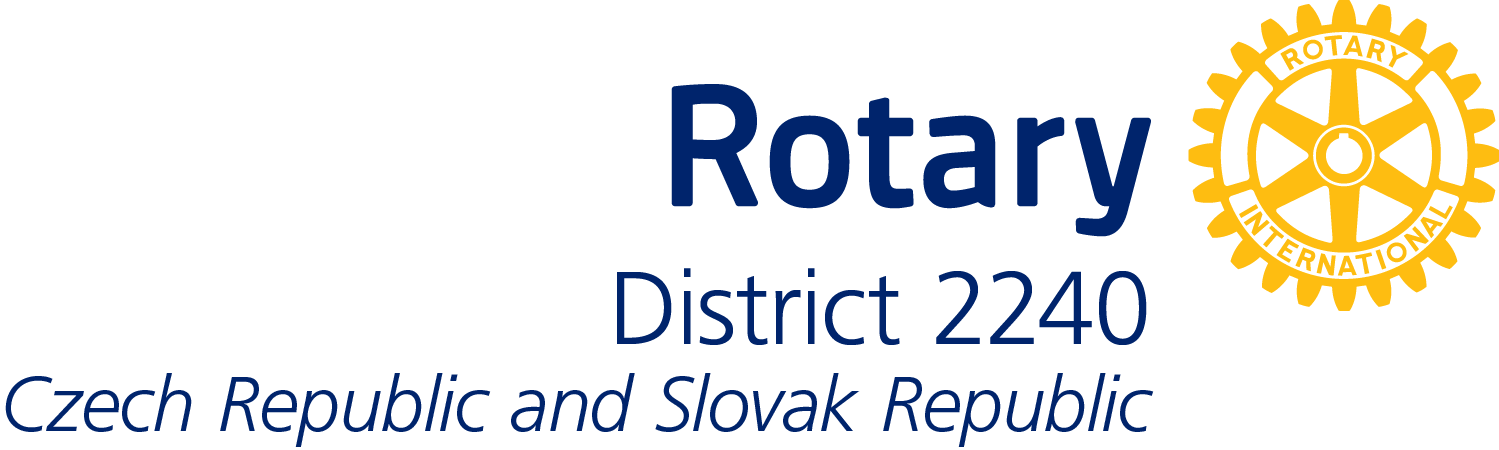 Rotary
ROTARY
INTERNATIONAL
District 2240
Czech Republic and Slovak Republic